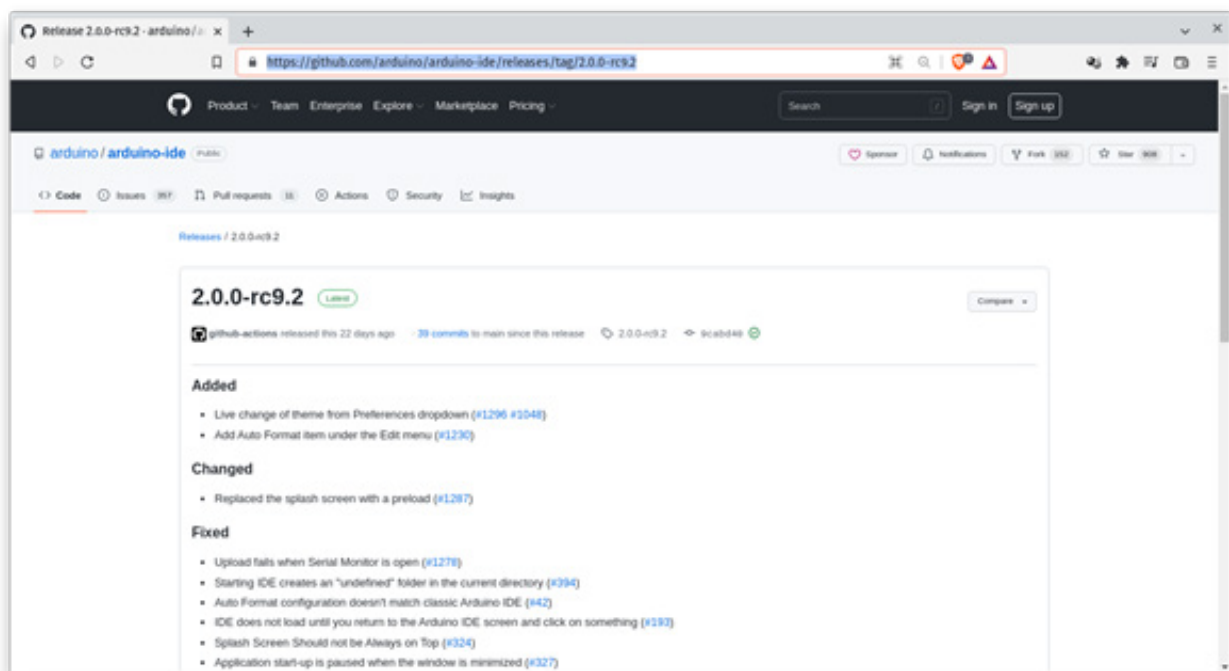 Release 2.0.0-rc9.2 · arduino/a
https://github.com/arduino/arduino-ide/releases/tag/2.0.0-rc9.2
Product Team Enterprise Explore Marketplace Pricing Search / Sign in Sign up
arduino / arduino-ide Public Sponsor Notifications Fork 152 Star 908
Code Issues 357 Pull requests 11 Actions Security Insights
Releases / 2.0.0-rc9.2
2.0.0-rc9.2 Latest Compare
github-actions released this 22 days ago · 39 commits to main since this release 2.0.0-rc9.2 9cabd40
Added
• Live change of theme from Preferences dropdown (#1296 #1048)
• Add Auto Format item under the Edit menu (#1230)
Changed
• Replaced the splash screen with a preload (#1287)
Fixed
• Upload fails when Serial Monitor is open (#1278)
• Starting IDE creates an "undefined" folder in the current directory (#394)
• Auto Format configuration doesn't match classic Arduino IDE (#42)
• IDE does not load until you return to the Arduino IDE screen and click on something (#193)
• Splash Screen Should not be Always on Top (#324)
• Application start-up is paused when the window is minimized (#327)